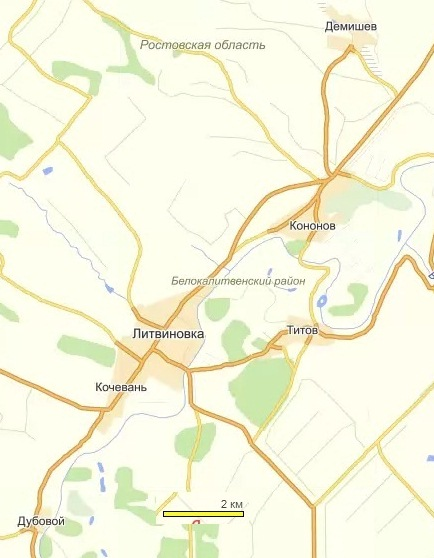 Демишев
Ростовская область
Кононов
Белокалитвенский район
Литвиновка
Титов
Кочевань
2 км
Дубовой